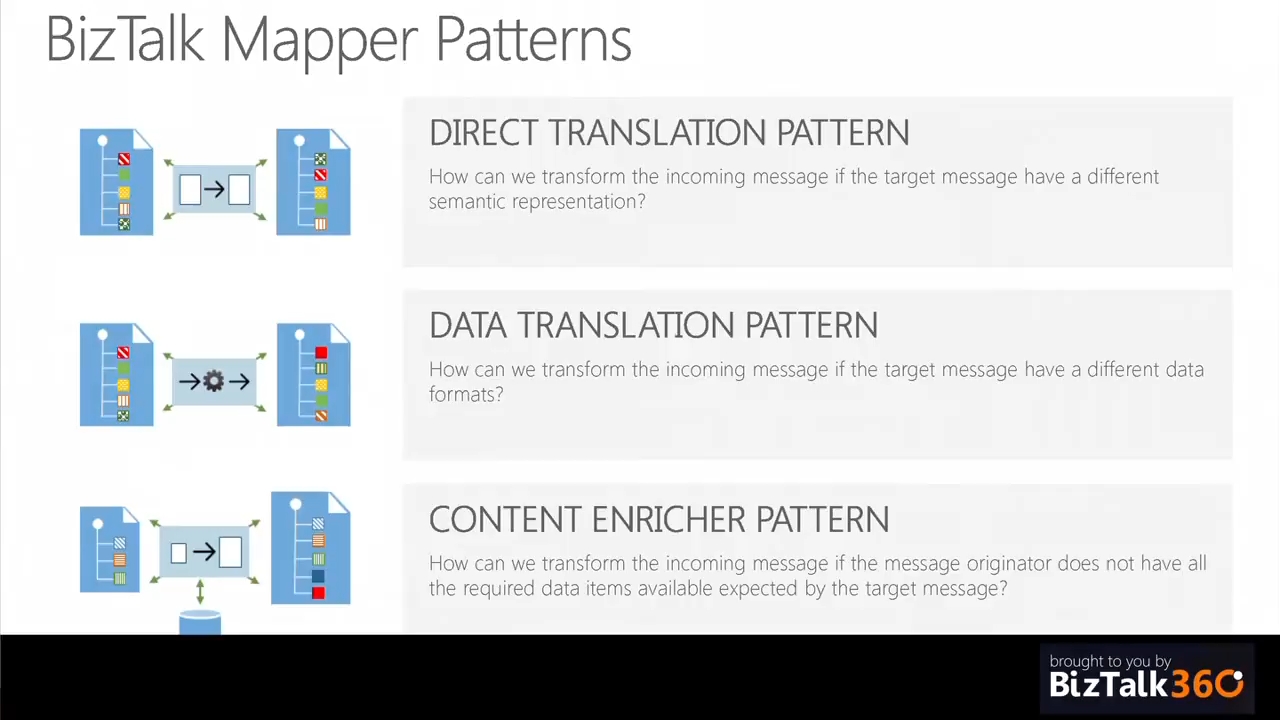 BizTalk Mapper Patterns
DIRECT TRANSLATION PATTERN
How can we transform the incoming message if the target message have a different
semantic representation?
DATA TRANSLATION PATTERN
How can we transform the incoming message if the target message have a different data
formats?
CONTENT ENRICHER PATTERN
How can we transform the incoming message if the message originator does not have all
the required data items available expected by the target message?
brought to you by
BizTalk360